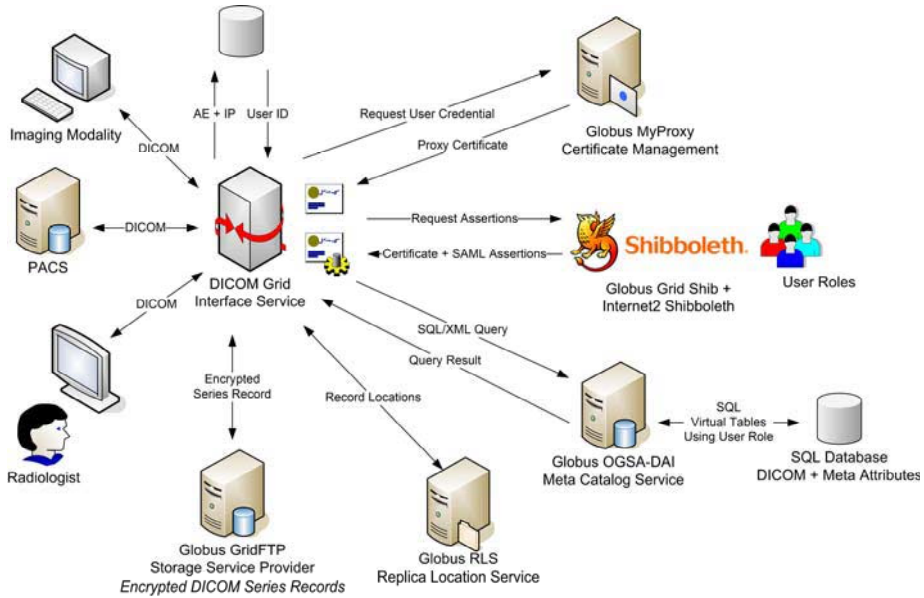 AE + IP
User ID
Imaging Modality
DICOM
Request User Credential
Proxy Certificate
Globus MyProxy
Certificate Management
PACS
DICOM
DICOM Grid
Interface Service
Request Assertions
Certificate + SAML Assertions
Shibboleth.
Globus Grid Shib +
Internet2 Shibboleth
User Roles
DICOM
Radiologist
Encrypted
Series Record
Record Locations
SQL/XML Query
Query Result
Globus OGSA-DAI
Meta Catalog Service
SQL
Virtual Tables
Using User Role
SQL Database
DICOM + Meta Attributes
Globus GridFTP
Storage Service Provider
Encrypted DICOM Series Records
Globus RLS
Replica Location Service